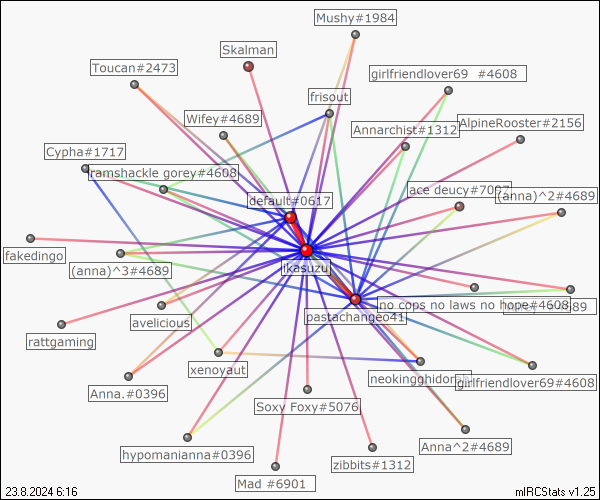 Mushy#1984
Skalman
Toucan#2473
girlfriendlover69 #4608
frisout
Wifey#4689
Annarchist#1312
AlpineRooster#2156
Cypha#1717
ramshackle gorey#4608
ace deucy#7007
(anna)^2#4689
default#0617
fakedingo
ikasuzu
(anna)^3#4689
no cops no laws no hope#4608
avelicious
pastachangeo41
rattgaming
xenoyaut
girlfriendlover69#4608
Anna.#0396
Soxy Foxy#5076
Anna^2#4689
hypomanianna#0396
zibbits#1312
Mad #6901
23.8.2024 6:16
mIRCStats v1.25